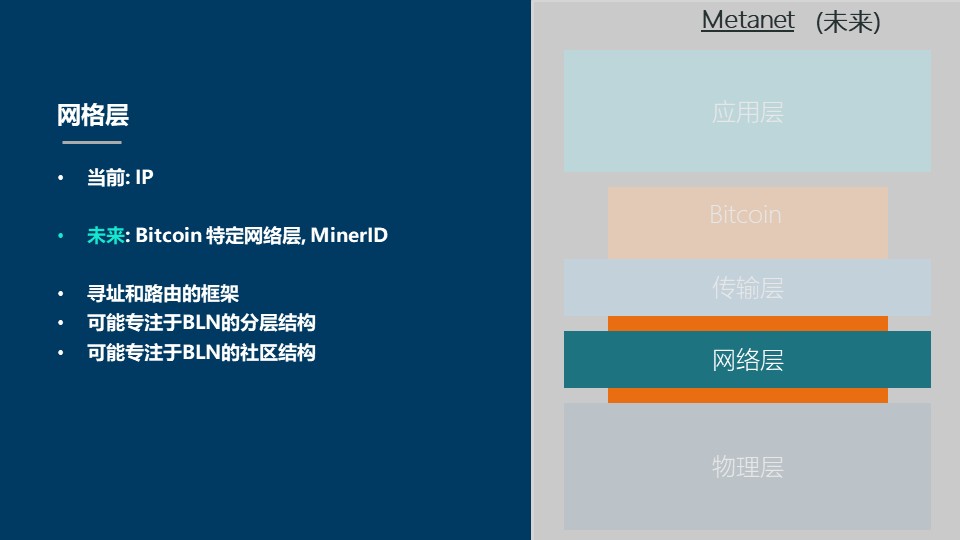 网格层
• 当前: IP
• 未来: Bitcoin 特定网络层, MinerID
• 寻址和路由的框架
• 可能专注于BLN的分层结构
• 可能专注于BLN的社区结构
Metanet (未来)
应用层
Bitcoin
传输层
网络层
物理层